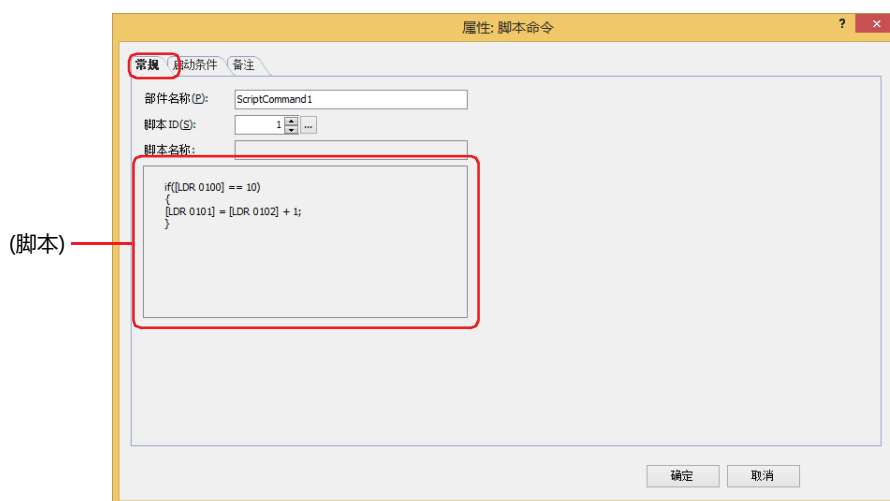 属性: 脚本命令
? ×
常规 启动条件 备注
部件名称(P): ScriptCommand1
脚本 ID(S): 1 ...
脚本名称:
if([LDR 0100] == 10)
{
[LDR 0101] = [LDR 0102] + 1;
}
(脚本)
确定 取消